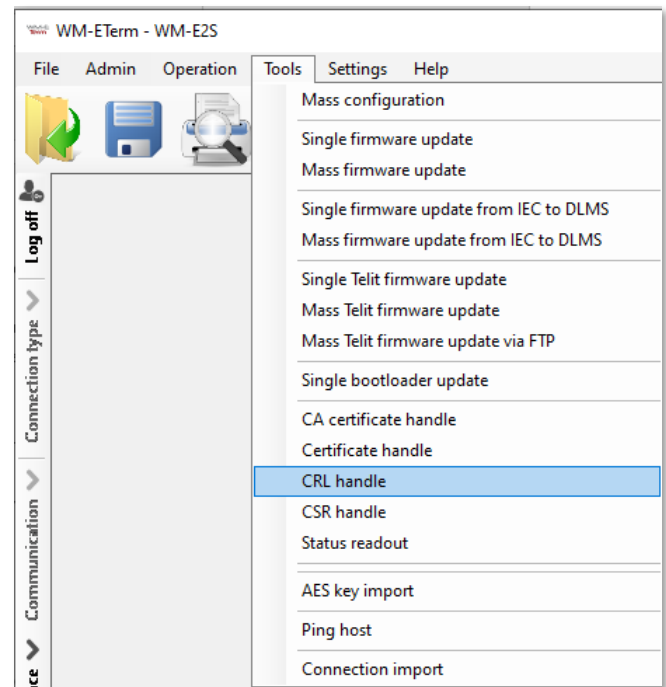 WM-ETerm - WM-E2S
File Admin Operation Tools Settings Help
Mass configuration
Single firmware update
Mass firmware update
Single firmware update from IEC to DLMS
Mass firmware update from IEC to DLMS
Single Telit firmware update
Mass Telit firmware update
Mass Telit firmware update via FTP
Single bootloader update
CA certificate handle
Certificate handle
CRL handle
CSR handle
Status readout
AES key import
Ping host
Connection import
Log off
Connection type
Communication